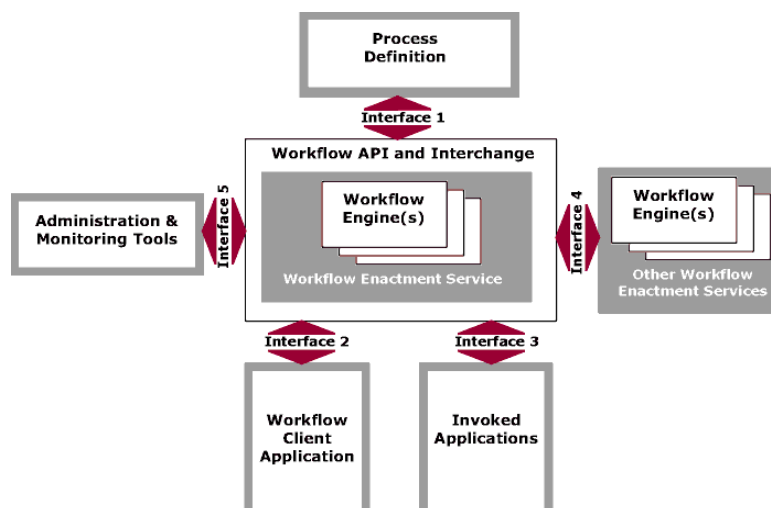 Process
Definition
Interface 1
Workflow API and Interchange
Workflow
Engine(s)
Workflow Enactment Service
Interface 5
Administration &
Monitoring Tools
Interface 4
Workflow
Engine(s)
Other Workflow
Enactment Services
Interface 2
Interface 3
Workflow
Client
Application
Invoked
Applications